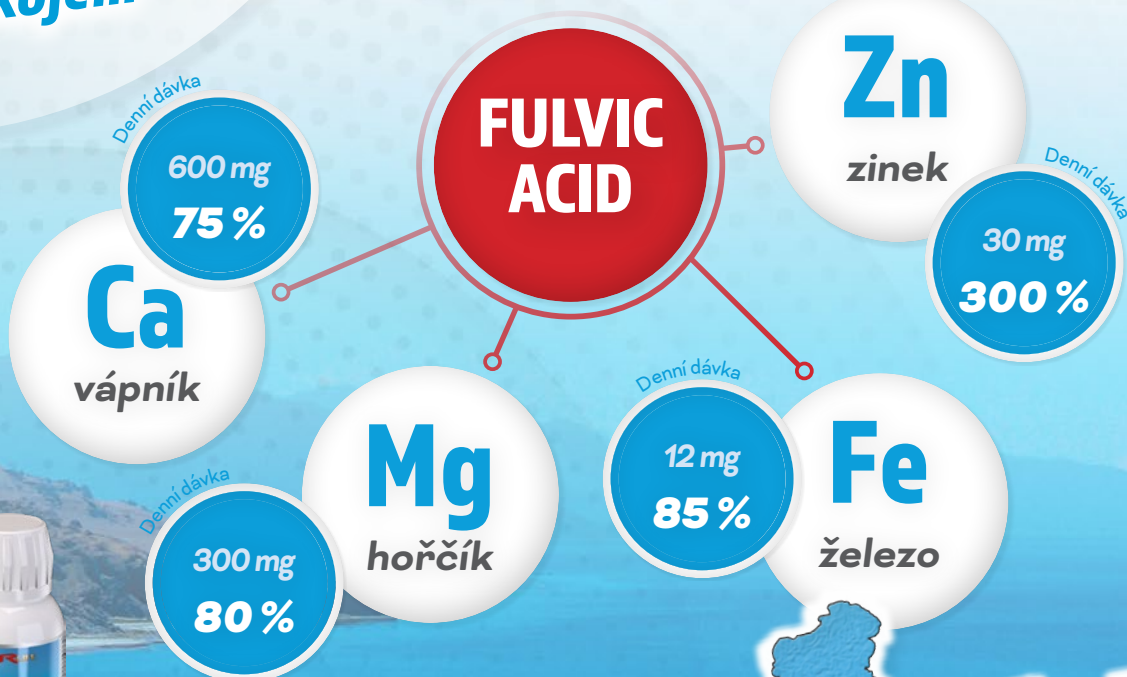 FULVIC
ACID
Zn
zinek
Denní dávka
30 mg
300 %
Denní dávka
600 mg
75 %
Ca
vápník
Mg
hořčík
Denní dávka
300 mg
80 %
Denní dávka
12 mg
85 %
Fe
železo